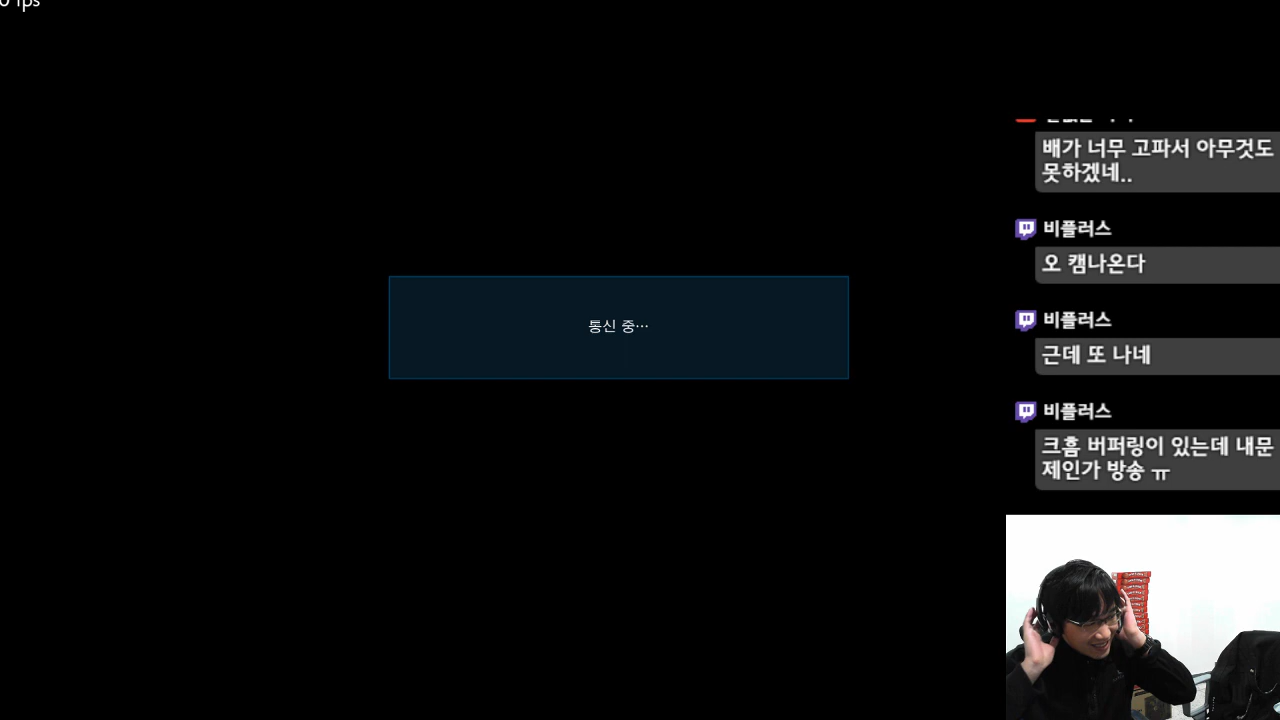 fps
배가 너무 고파서 아무것도
못하겠네..
비플러스
오 캠나온다
통신 중…
비플러스
근데 또 나네
비플러스
크흠 버퍼링이 있는데 내문
제인가 방송 ㅠ